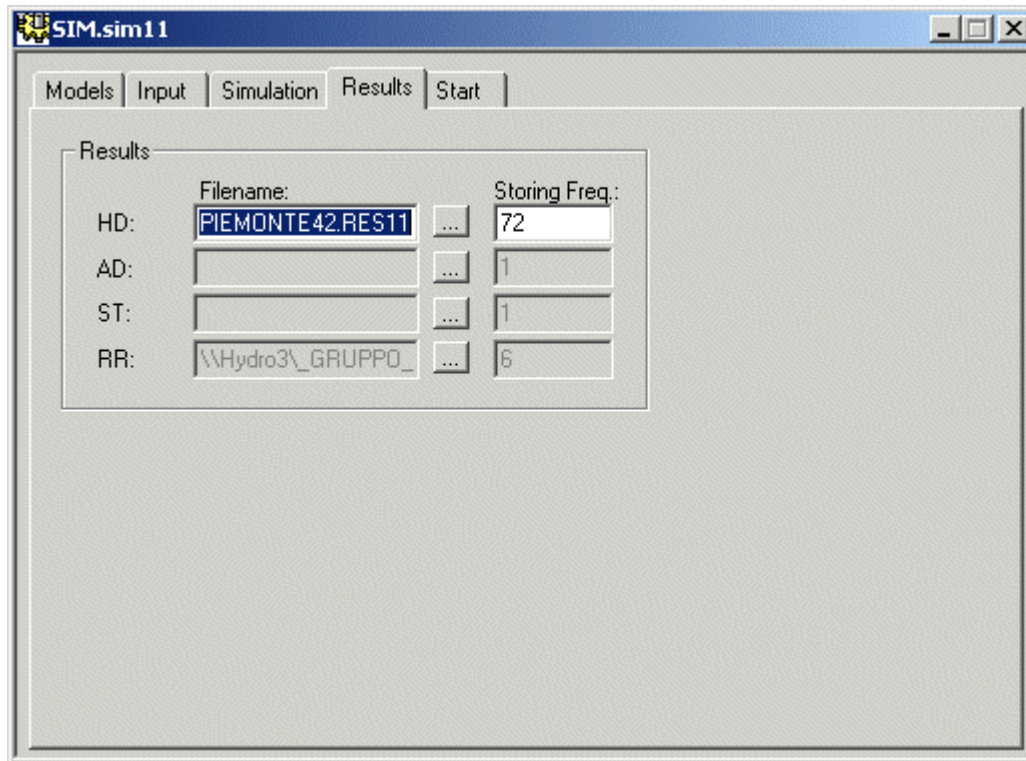 SIM.sim11
Models Input Simulation Results Start
Results
Filename: Storing Freq.:
HD: PIEMONTE42.RES11 ... 72
AD: ... 1
ST: ... 1
RR: \\Hydro3\_GRUPPO_ ... 6